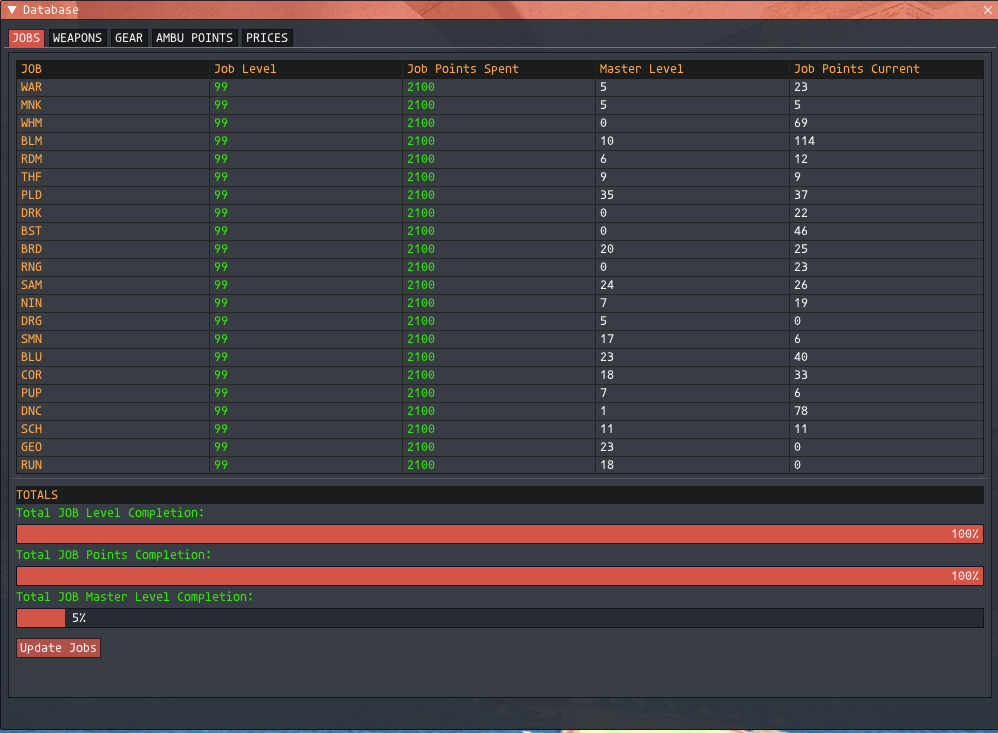 ▼ Database
JOBS WEAPONS GEAR AMBU POINTS PRICES
JOB Job Level Job Points Spent Master Level Job Points Current
WAR 99 2100 5 23
MNK 99 2100 5 5
WHM 99 2100 0 69
BLM 99 2100 10 114
RDM 99 2100 6 12
THF 99 2100 9 9
PLD 99 2100 35 37
DRK 99 2100 0 22
BST 99 2100 0 46
BRD 99 2100 20 25
RNG 99 2100 0 23
SAM 99 2100 24 26
NIN 99 2100 7 19
DRG 99 2100 5 0
SMN 99 2100 17 6
BLU 99 2100 23 40
COR 99 2100 18 33
PUP 99 2100 7 6
DNC 99 2100 1 78
SCH 99 2100 11 11
GEO 99 2100 23 0
RUN 99 2100 18 0
TOTALS
Total JOB Level Completion:
100%
Total JOB Points Completion:
100%
Total JOB Master Level Completion:
5%
Update Jobs